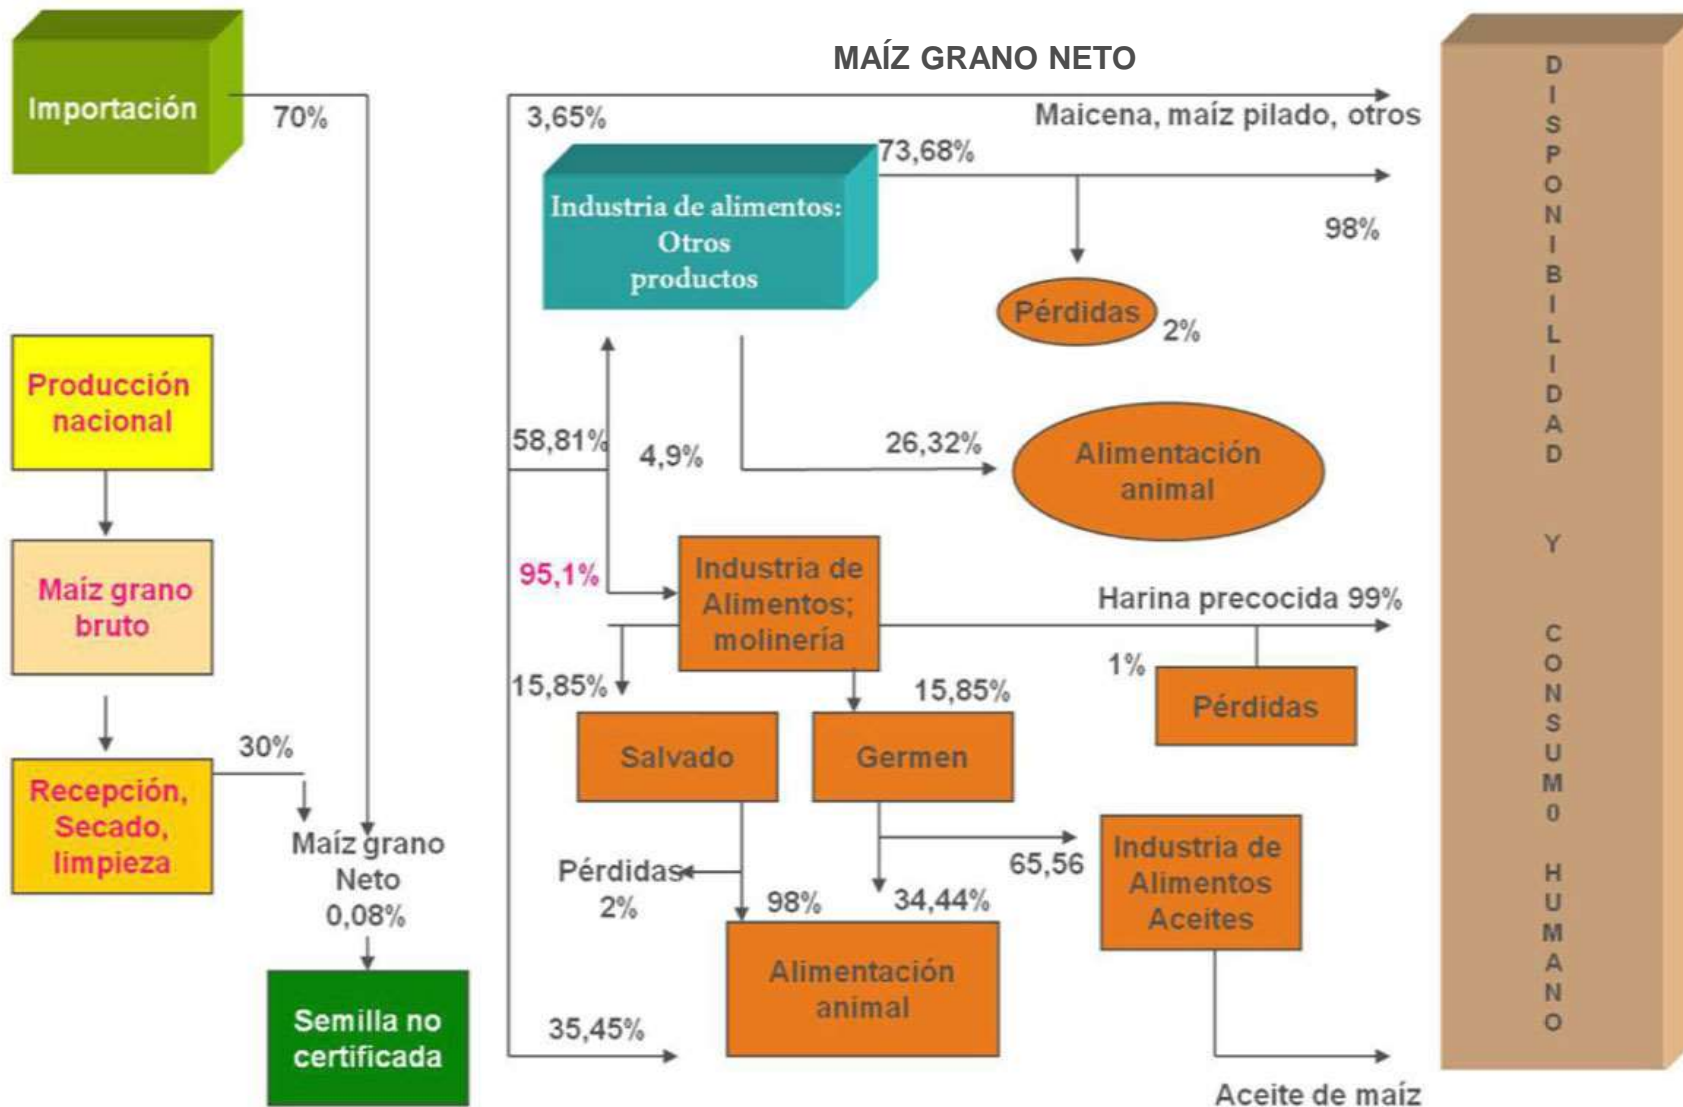 MAÍZ GRANO NETO
Importación
70%
3,65%
Maicena, maíz pilado, otros
73,68%
Industria de alimentos:
Otros
productos
98%
Pérdidas
2%
Producción
nacional
58,81%
4,9%
26,32%
Alimentación
animal
Maíz grano
bruto
95,1%
Industria de
Alimentos;
molinería
Harina precocida 99%
1%
Pérdidas
15,85%
15,85%
Salvado
Germen
30%
Recepción,
Secado,
limpieza
Maíz grano
Neto
0,08%
Pérdidas
2%
98%
34,44%
65,56
Industria de
Alimentos
Aceites
Alimentación
animal
Semilla no
certificada
35,45%
Aceite de maíz
DISPONIBILIDAD Y CONSUM0 HUMANO